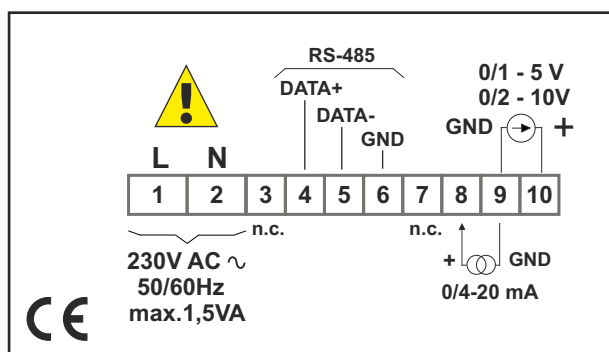 RS-485
DATA+
DATA-
GND
0/1 - 5 V
0/2 - 10V
GND +
L N
1 2 3 4 5 6 7 8 9 10
n.c. n.c.
230V AC ∿
50/60Hz
max.1,5VA
+ GND
0/4-20 mA
CE